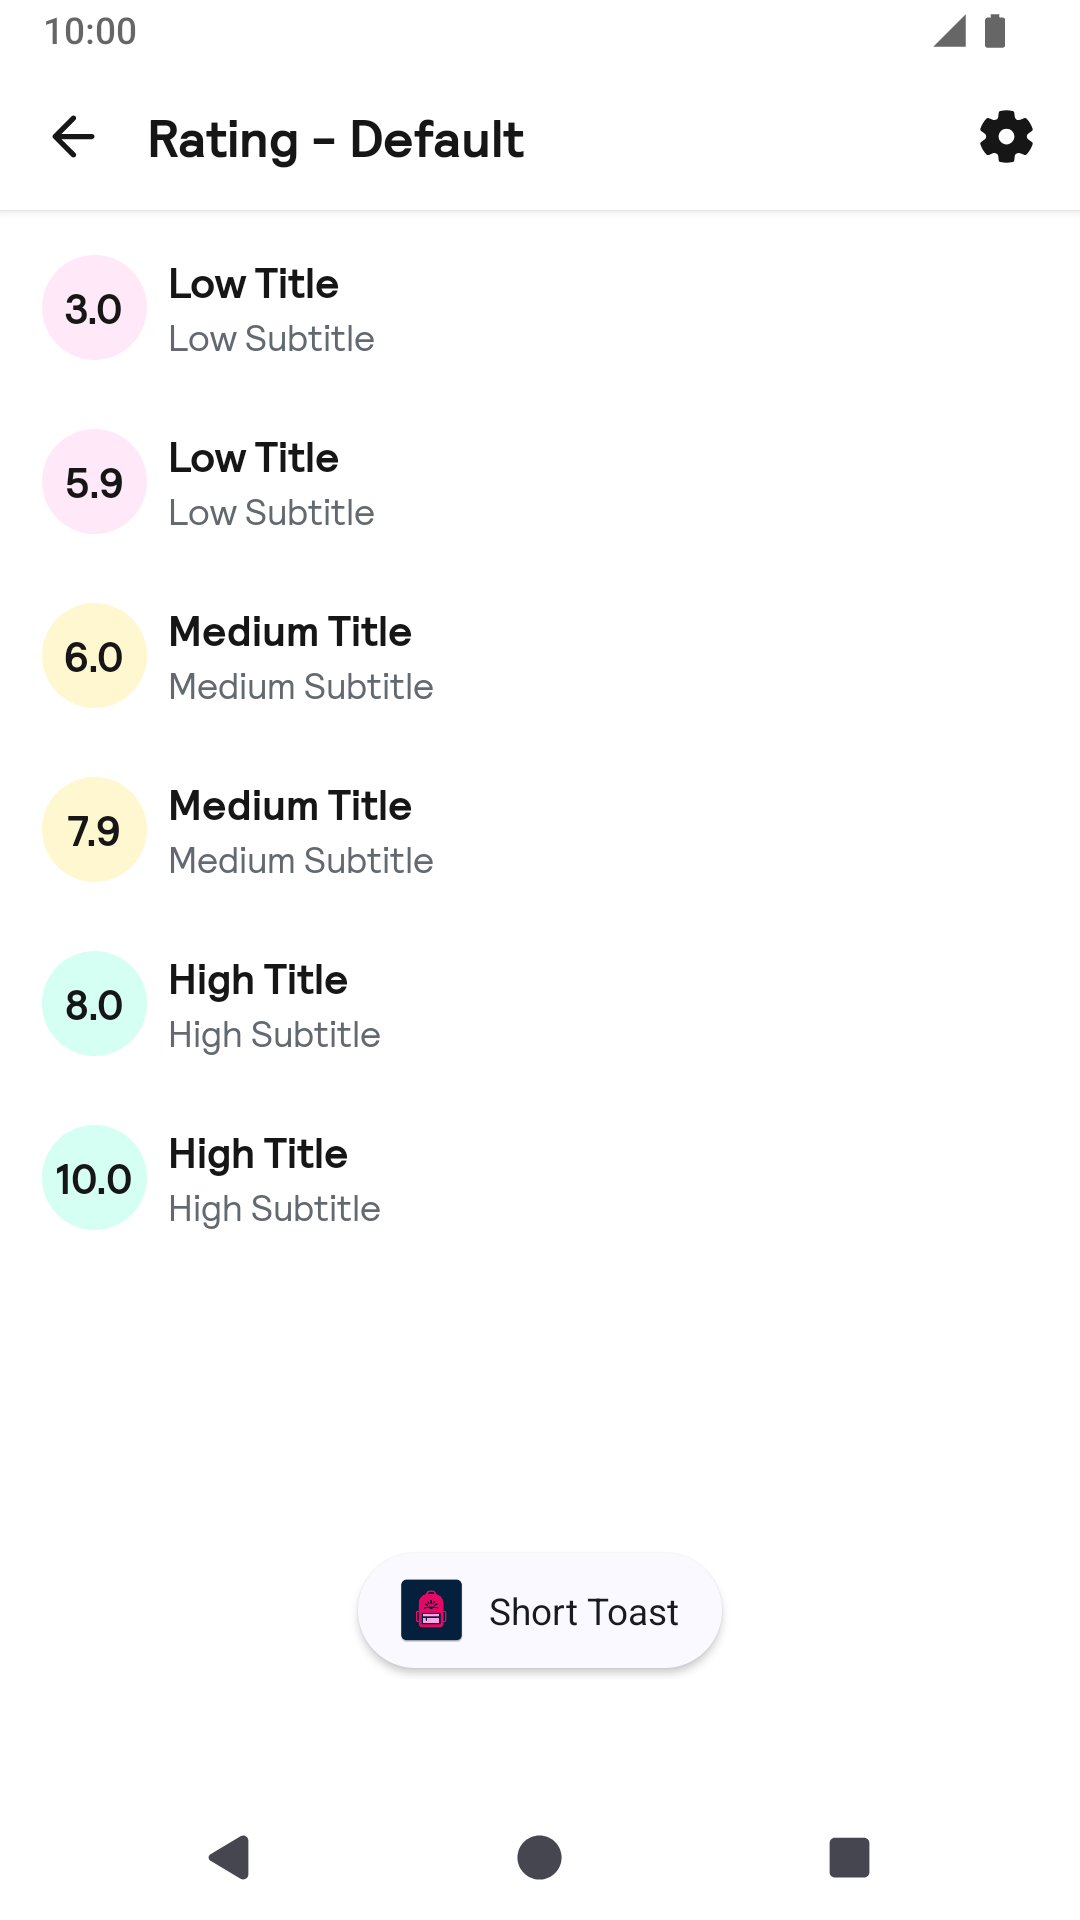 10:00
Rating – Default
3.0
Low Title
Low Subtitle
5.9
Low Title
Low Subtitle
6.0
Medium Title
Medium Subtitle
7.9
Medium Title
Medium Subtitle
8.0
High Title
High Subtitle
10.0
High Title
High Subtitle
Short Toast